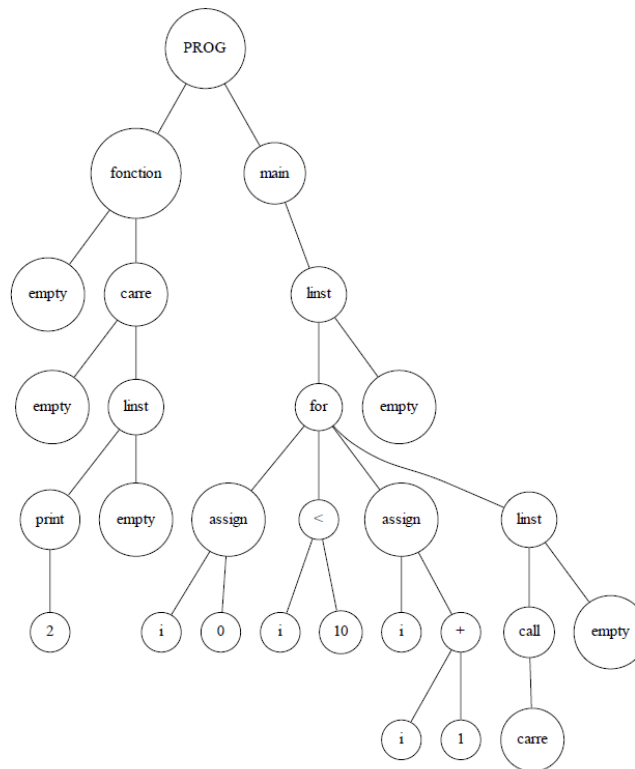 PROG
fonction main
empty carre linst
empty linst for empty
print empty assign < assign linst
2 i 0 i 10 i + call empty
i 1 carre